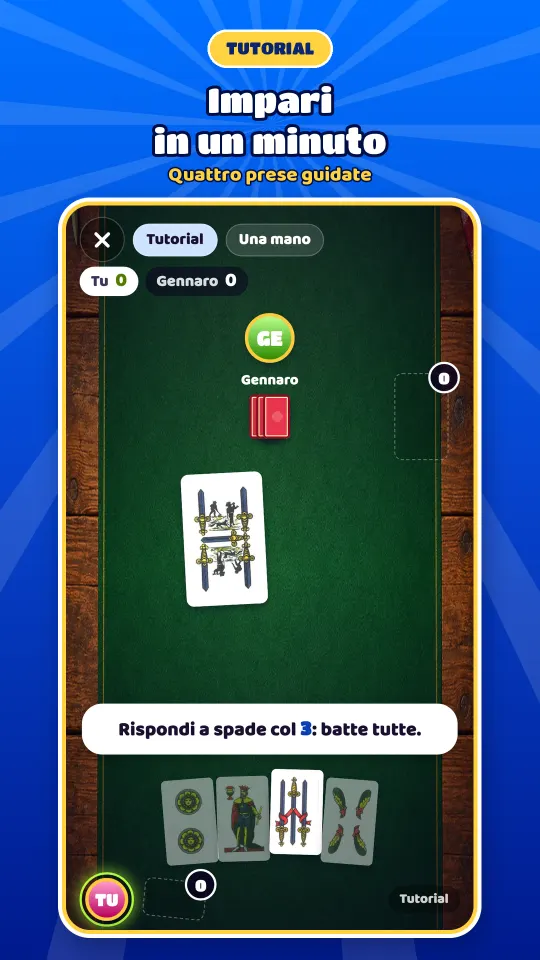 TUTORIAL
Impari
in un minuto
Quattro prese guidate
Tutorial
Una mano
Tu 0
Gennaro 0
GE
Gennaro
0
Rispondi a spade col 3: batte tutte.
TU
0
Tutorial